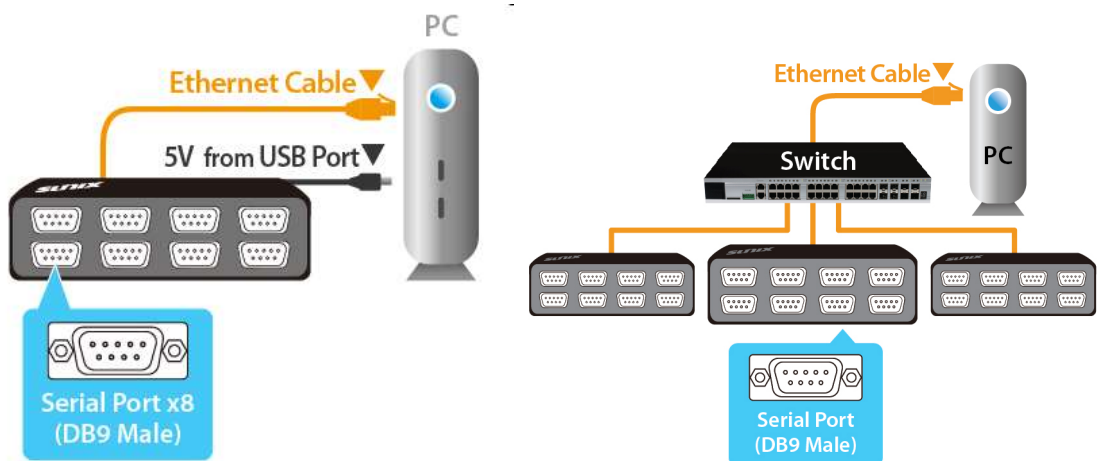 PC
Ethernet Cable▼
5V from USB Port▼
SUNIX
Serial Port x8
(DB9 Male)
Ethernet Cable▼
PC
Switch
SUNIX
SUNIX
SUNIX
Serial Port
(DB9 Male)